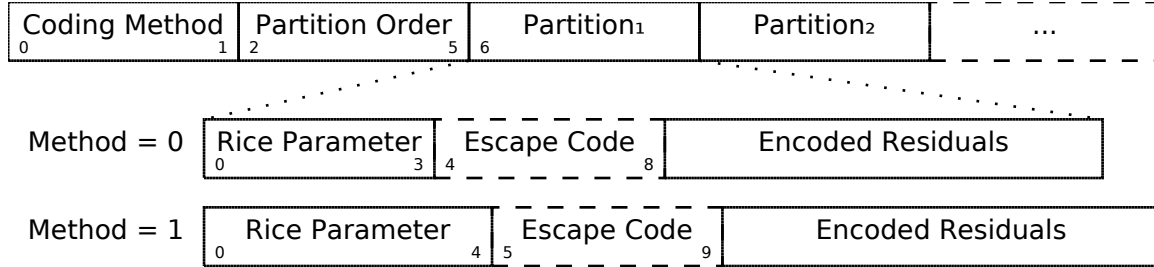 Coding Method Partition Order Partition₁ Partition₂ ...
0 1 2 5 6
Method = 0 Rice Parameter Escape Code Encoded Residuals
0 3 4 8
Method = 1 Rice Parameter Escape Code Encoded Residuals
0 4 5 9